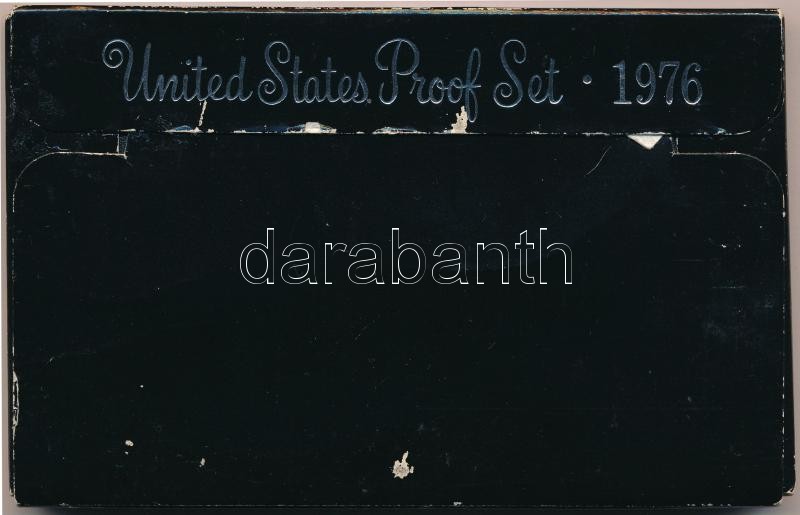 United States Proof Set · 1976
darabanth